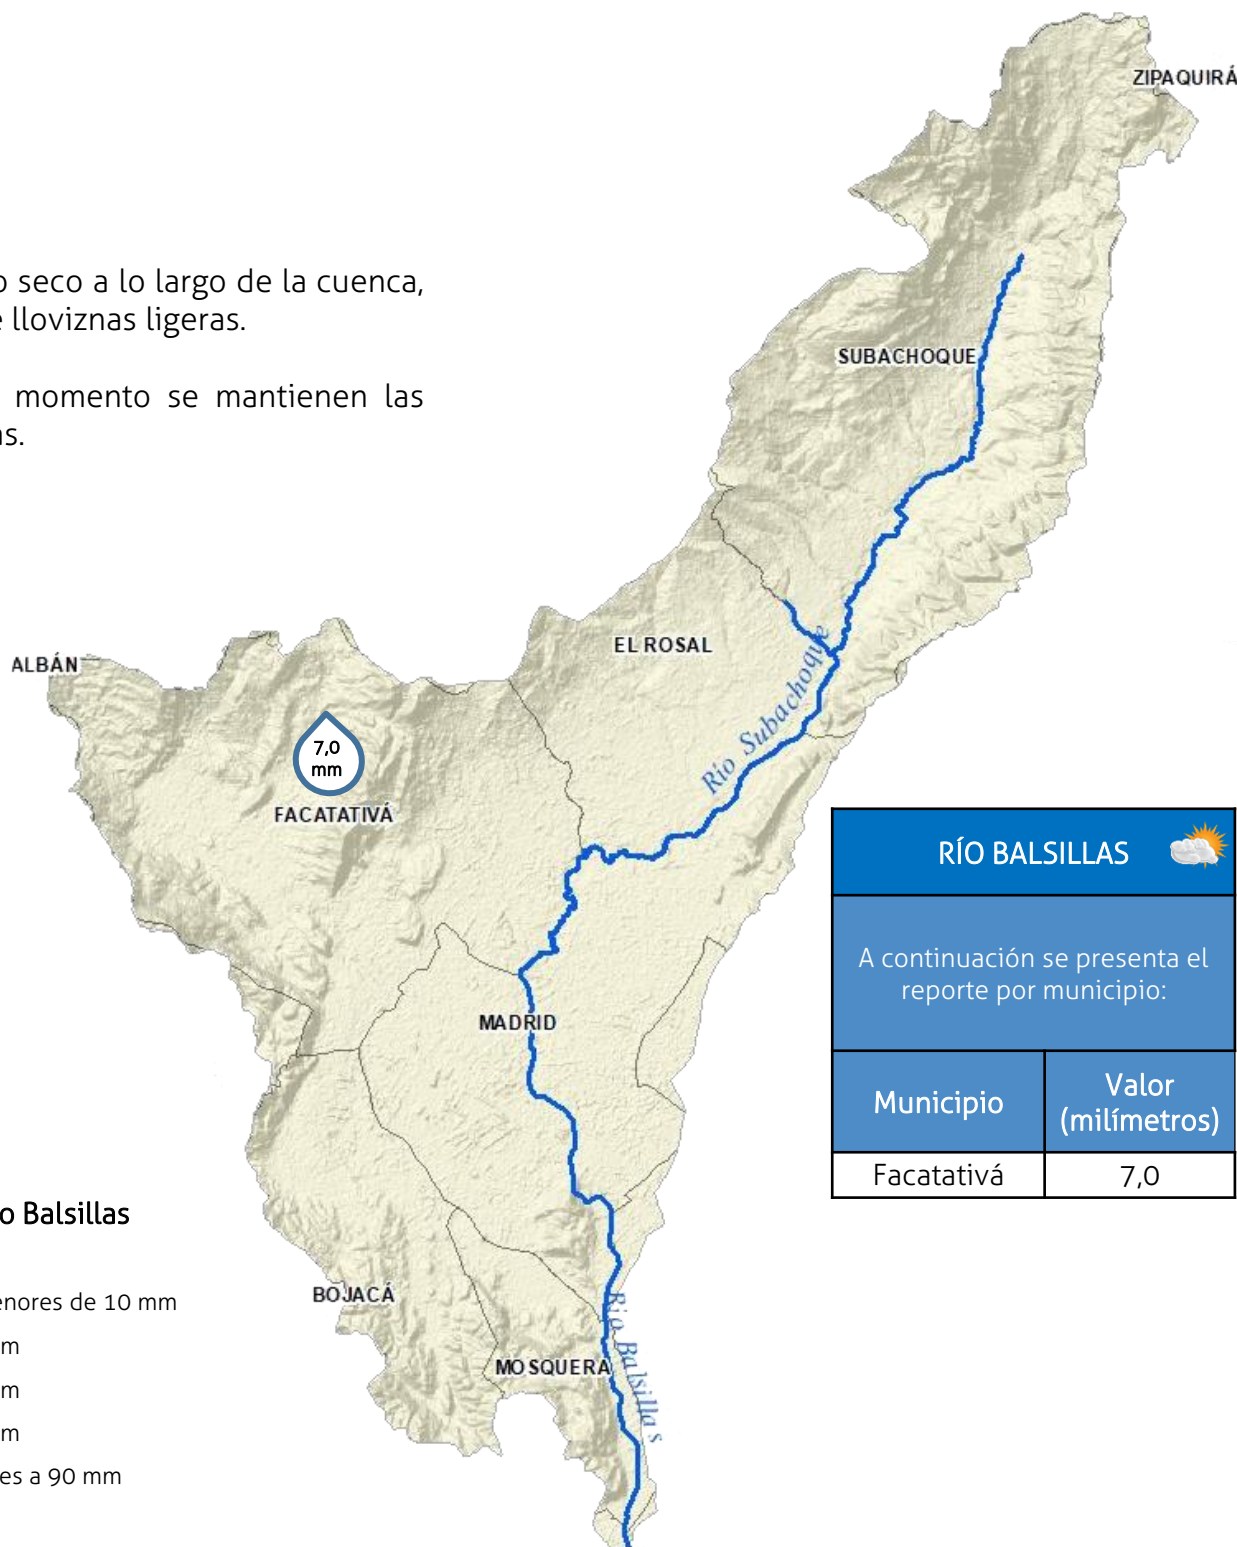 ZIPAQUIRÁ
o seco a lo largo de la cuenca,
e lloviznas ligeras.
momento se mantienen las
as.
SUBACHOQUE
EL ROSAL
Río Subachoque
ALBÁN
7,0
mm
FACATATIVÁ
RÍO BALSILLAS
A continuación se presenta el
reporte por municipio:
Municipio
Valor
(milímetros)
Facatativá
7,0
MADRID
o Balsillas
enores de 10 mm
m
m
m
es a 90 mm
BOJACÁ
MOSQUERA
Río Balsillas